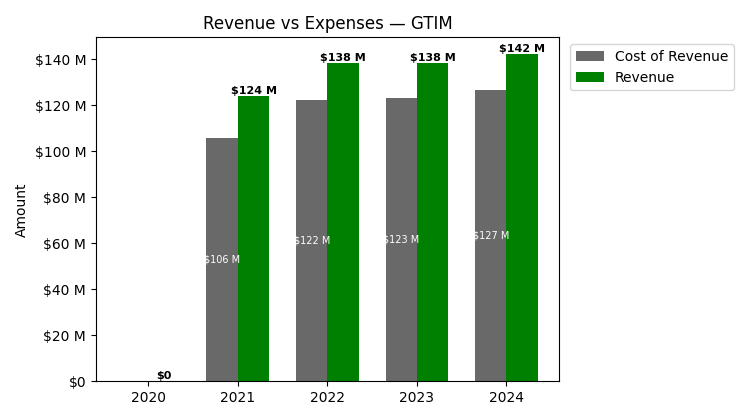 Revenue vs Expenses — GTIM
Cost of Revenue
Revenue
Amount
$140 M
$120 M
$100 M
$80 M
$60 M
$40 M
$20 M
$0
$0
$106 M
$124 M
$122 M
$138 M
$123 M
$138 M
$127 M
$142 M
2020 2021 2022 2023 2024